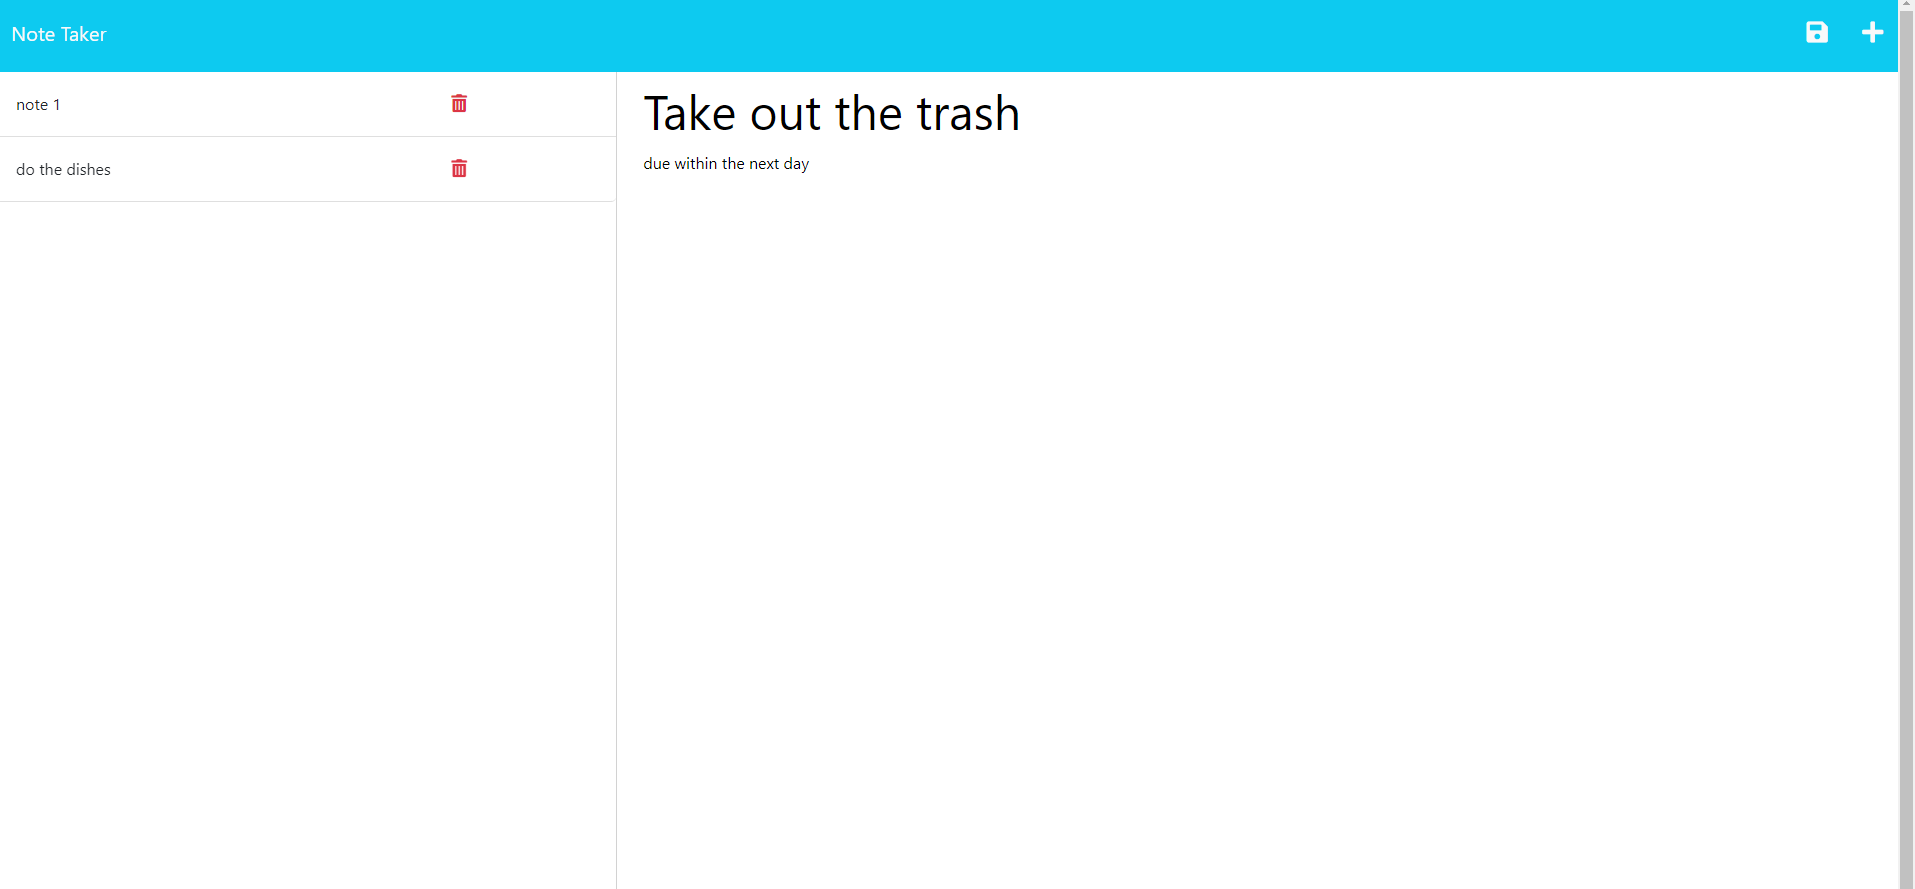 Note Taker
note 1
do the dishes
Take out the trash
due within the next day